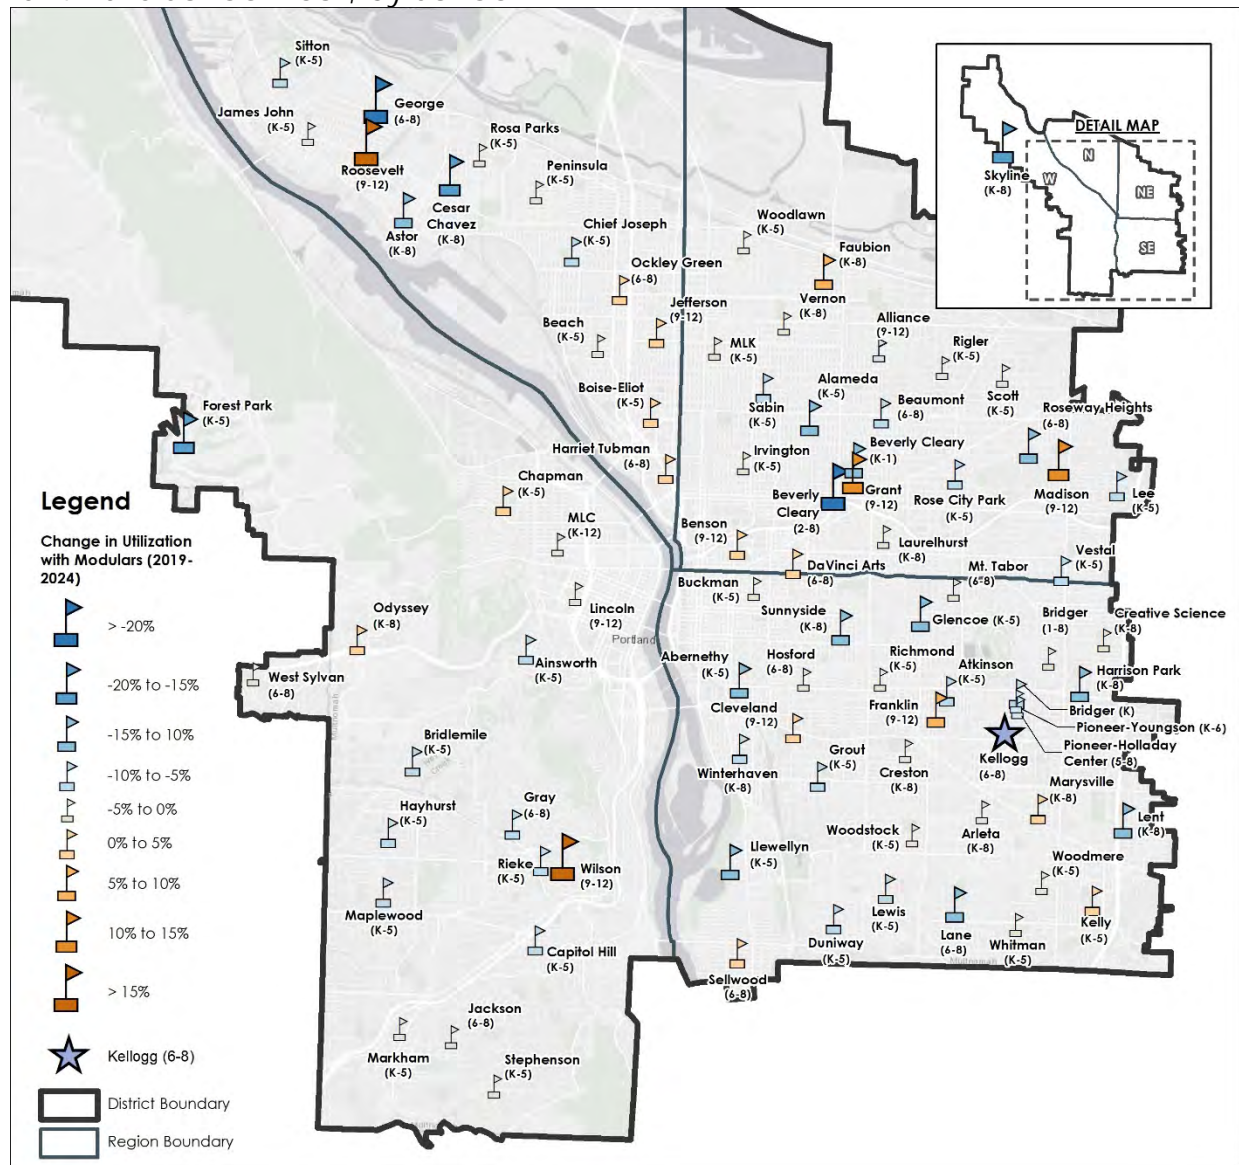 Sitton
(K-5)
George
(6-8)
James John
(K-5)
Rosa Parks
(K-5)
Roosevelt
(9-12)
Peninsula
(K-5)
Cesar
Chavez
(K-8)
Astor
(K-8)
Chief Joseph
(K-5)
Woodlawn
(K-5)
Faubion
(K-8)
Ockley Green
(6-8)
Jefferson
(9-12)
Vernon
(K-8)
Beach
(K-5)
MLK
(K-5)
Alliance
(9-12)
Rigler
(K-5)
Scott
(K-5)
Boise-Eliot
(K-5)
Sabin
(K-5)
Alameda
(K-5)
Beaumont
(6-8)
Roseway Heights
(6-8)
Forest Park
(K-5)
Harriet Tubman
(6-8)
Irvington
(K-5)
Beverly Cleary
(K-1)
Beverly
Cleary
(2-8)
Grant
(9-12)
Rose City Park
(K-5)
Madison
(9-12)
Lee
(K-5)
Chapman
(K-5)
MLC
(K-12)
Benson
(9-12)
Laurelhurst
(K-8)
DaVinci Arts
(6-8)
Mt. Tabor
(6-8)
Vestal
(K-5)
Buckman
(K-5)
Odyssey
(K-8)
Lincoln
(9-12)
Portland
Sunnyside
(K-8)
Glencoe (K-5)
Bridger
(1-8)
Creative Science
(K-8)
West Sylvan
(6-8)
Ainsworth
(K-5)
Abernethy
(K-5)
Hosford
(6-8)
Richmond
(K-5)
Atkinson
(K-5)
Harrison Park
(K-8)
Cleveland
(9-12)
Franklin
(9-12)
Bridger (K)
Pioneer-Youngson (K-6)
Pioneer-Holladay
Center (5-8)
Kellogg
(6-8)
Bridlemile
(K-5)
Winterhaven
(K-8)
Grout
(K-5)
Creston
(K-8)
Marysville
(K-8)
Hayhurst
(K-5)
Gray
(6-8)
Rieke
(K-5)
Wilson
(9-12)
Llewellyn
(K-5)
Woodstock
(K-5)
Arleta
(K-8)
Lent
(K-8)
Woodmere
(K-5)
Maplewood
(K-5)
Capitol Hill
(K-5)
Duniway
(K-5)
Lewis
(K-5)
Lane
(6-8)
Whitman
(K-5)
Kelly
(K-5)
Sellwood
(6-8)
Jackson
(6-8)
Markham
(K-5)
Stephenson
(K-5)
DETAIL MAP
Skyline
(K-8)
N
W
NE
SE
Legend
Change in Utilization
with Modulars (2019-
2024)
> -20%
-20% to -15%
-15% to 10%
-10% to -5%
-5% to 0%
0% to 5%
5% to 10%
10% to 15%
> 15%
Kellogg (6-8)
District Boundary
Region Boundary